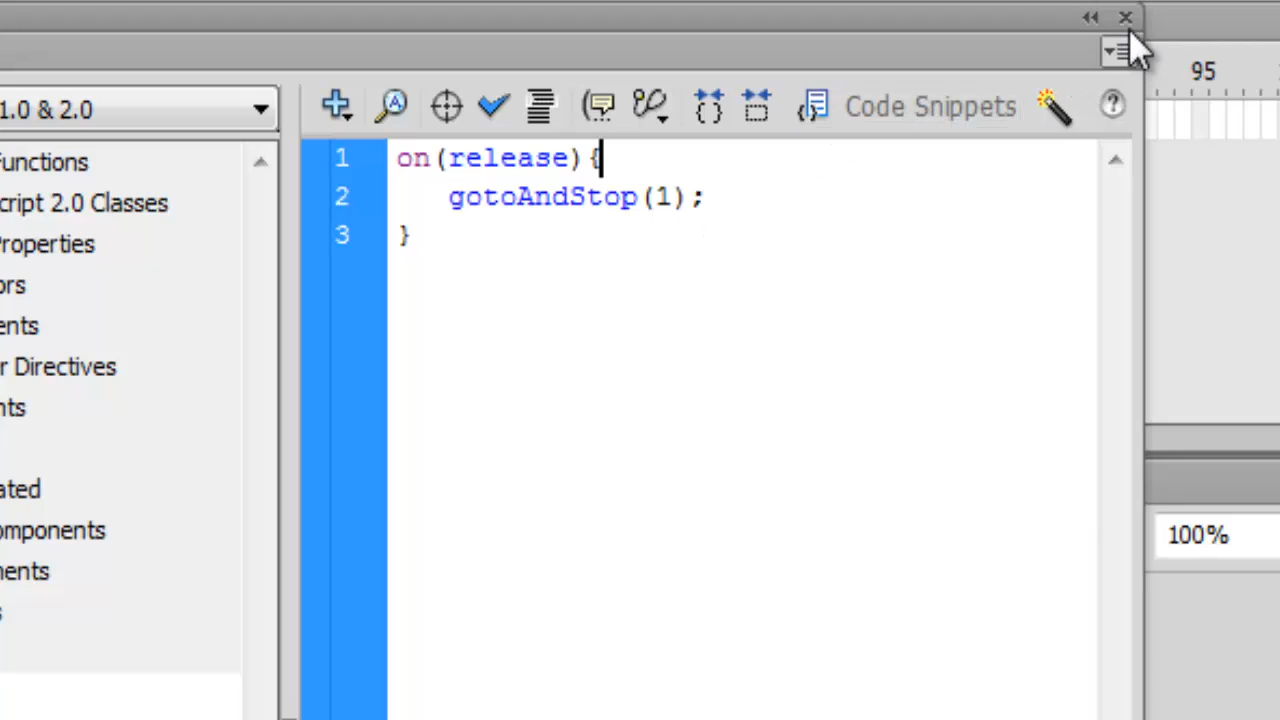 95
1.0 & 2.0
Code Snippets
1 on(release){
2 gotoAndStop(1);
3 }
Functions
cript 2.0 Classes
Properties
ors
ents
r Directives
nts
ated
omponents
nents
s
100%